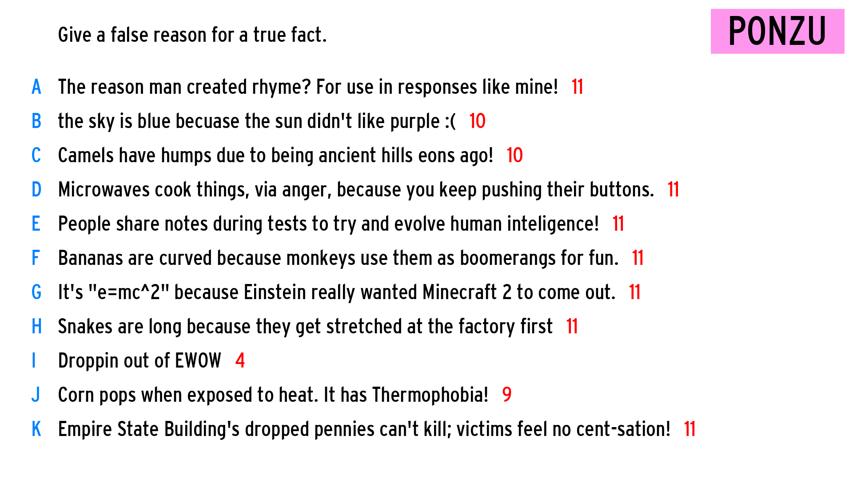 Give a false reason for a true fact.
PONZU
A The reason man created rhyme? For use in responses like mine! 11
B the sky is blue becuase the sun didn't like purple :( 10
C Camels have humps due to being ancient hills eons ago! 10
D Microwaves cook things, via anger, because you keep pushing their buttons. 11
E People share notes during tests to try and evolve human inteligence! 11
F Bananas are curved because monkeys use them as boomerangs for fun. 11
G It's "e=mc^2" because Einstein really wanted Minecraft 2 to come out. 11
H Snakes are long because they get stretched at the factory first 11
I Droppin out of EWOW 4
J Corn pops when exposed to heat. It has Thermophobia! 9
K Empire State Building's dropped pennies can't kill; victims feel no cent-sation! 11